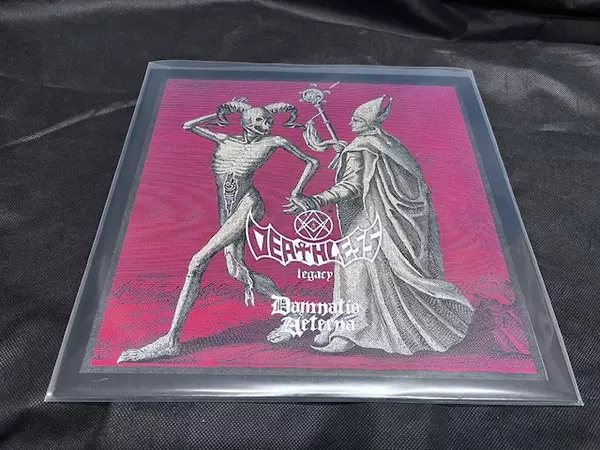 DEATHLESS
legacy
Damnatio
Aeterna